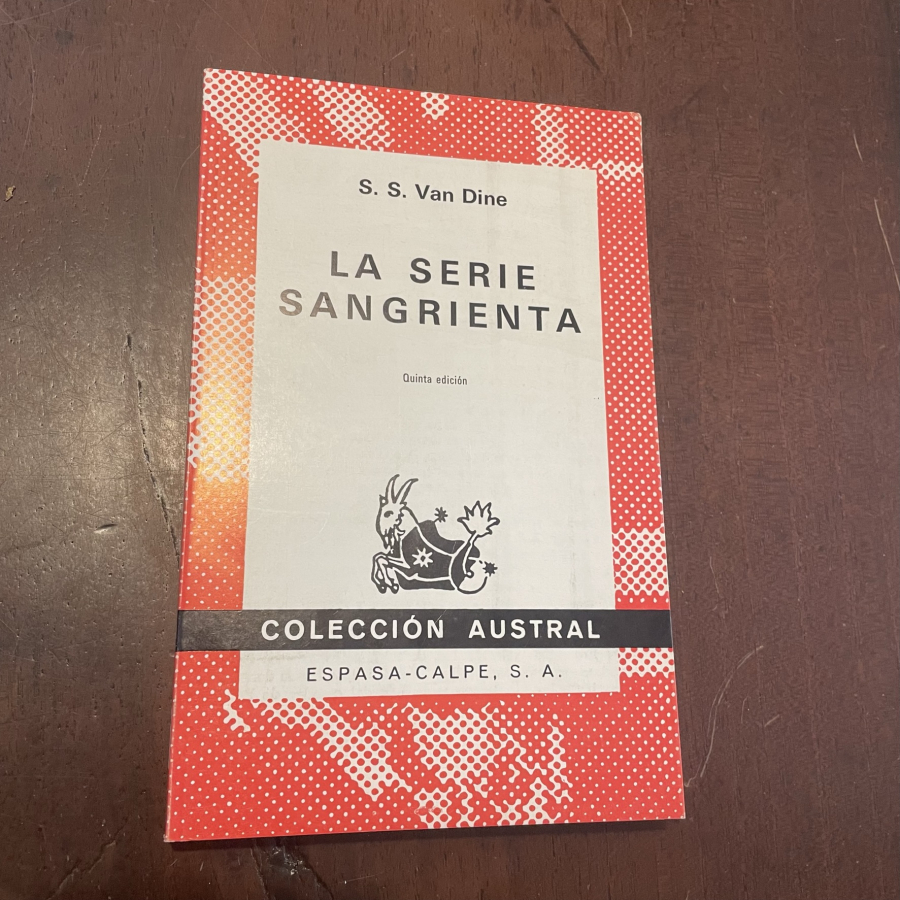 S. S. Van Dine
LA SERIE
SANGRIENTA
Quinta edición
COLECCIÓN AUSTRAL
ESPASA-CALPE, S. A.